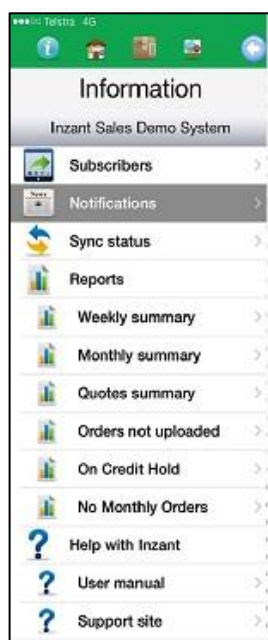 Telstra 4G
Information
Inzant Sales Demo System
Subscribers
Notifications
Sync status
Reports
Weekly summary
Monthly summary
Quotes summary
Orders not uploaded
On Credit Hold
No Monthly Orders
Help with Inzant
User manual
Support site